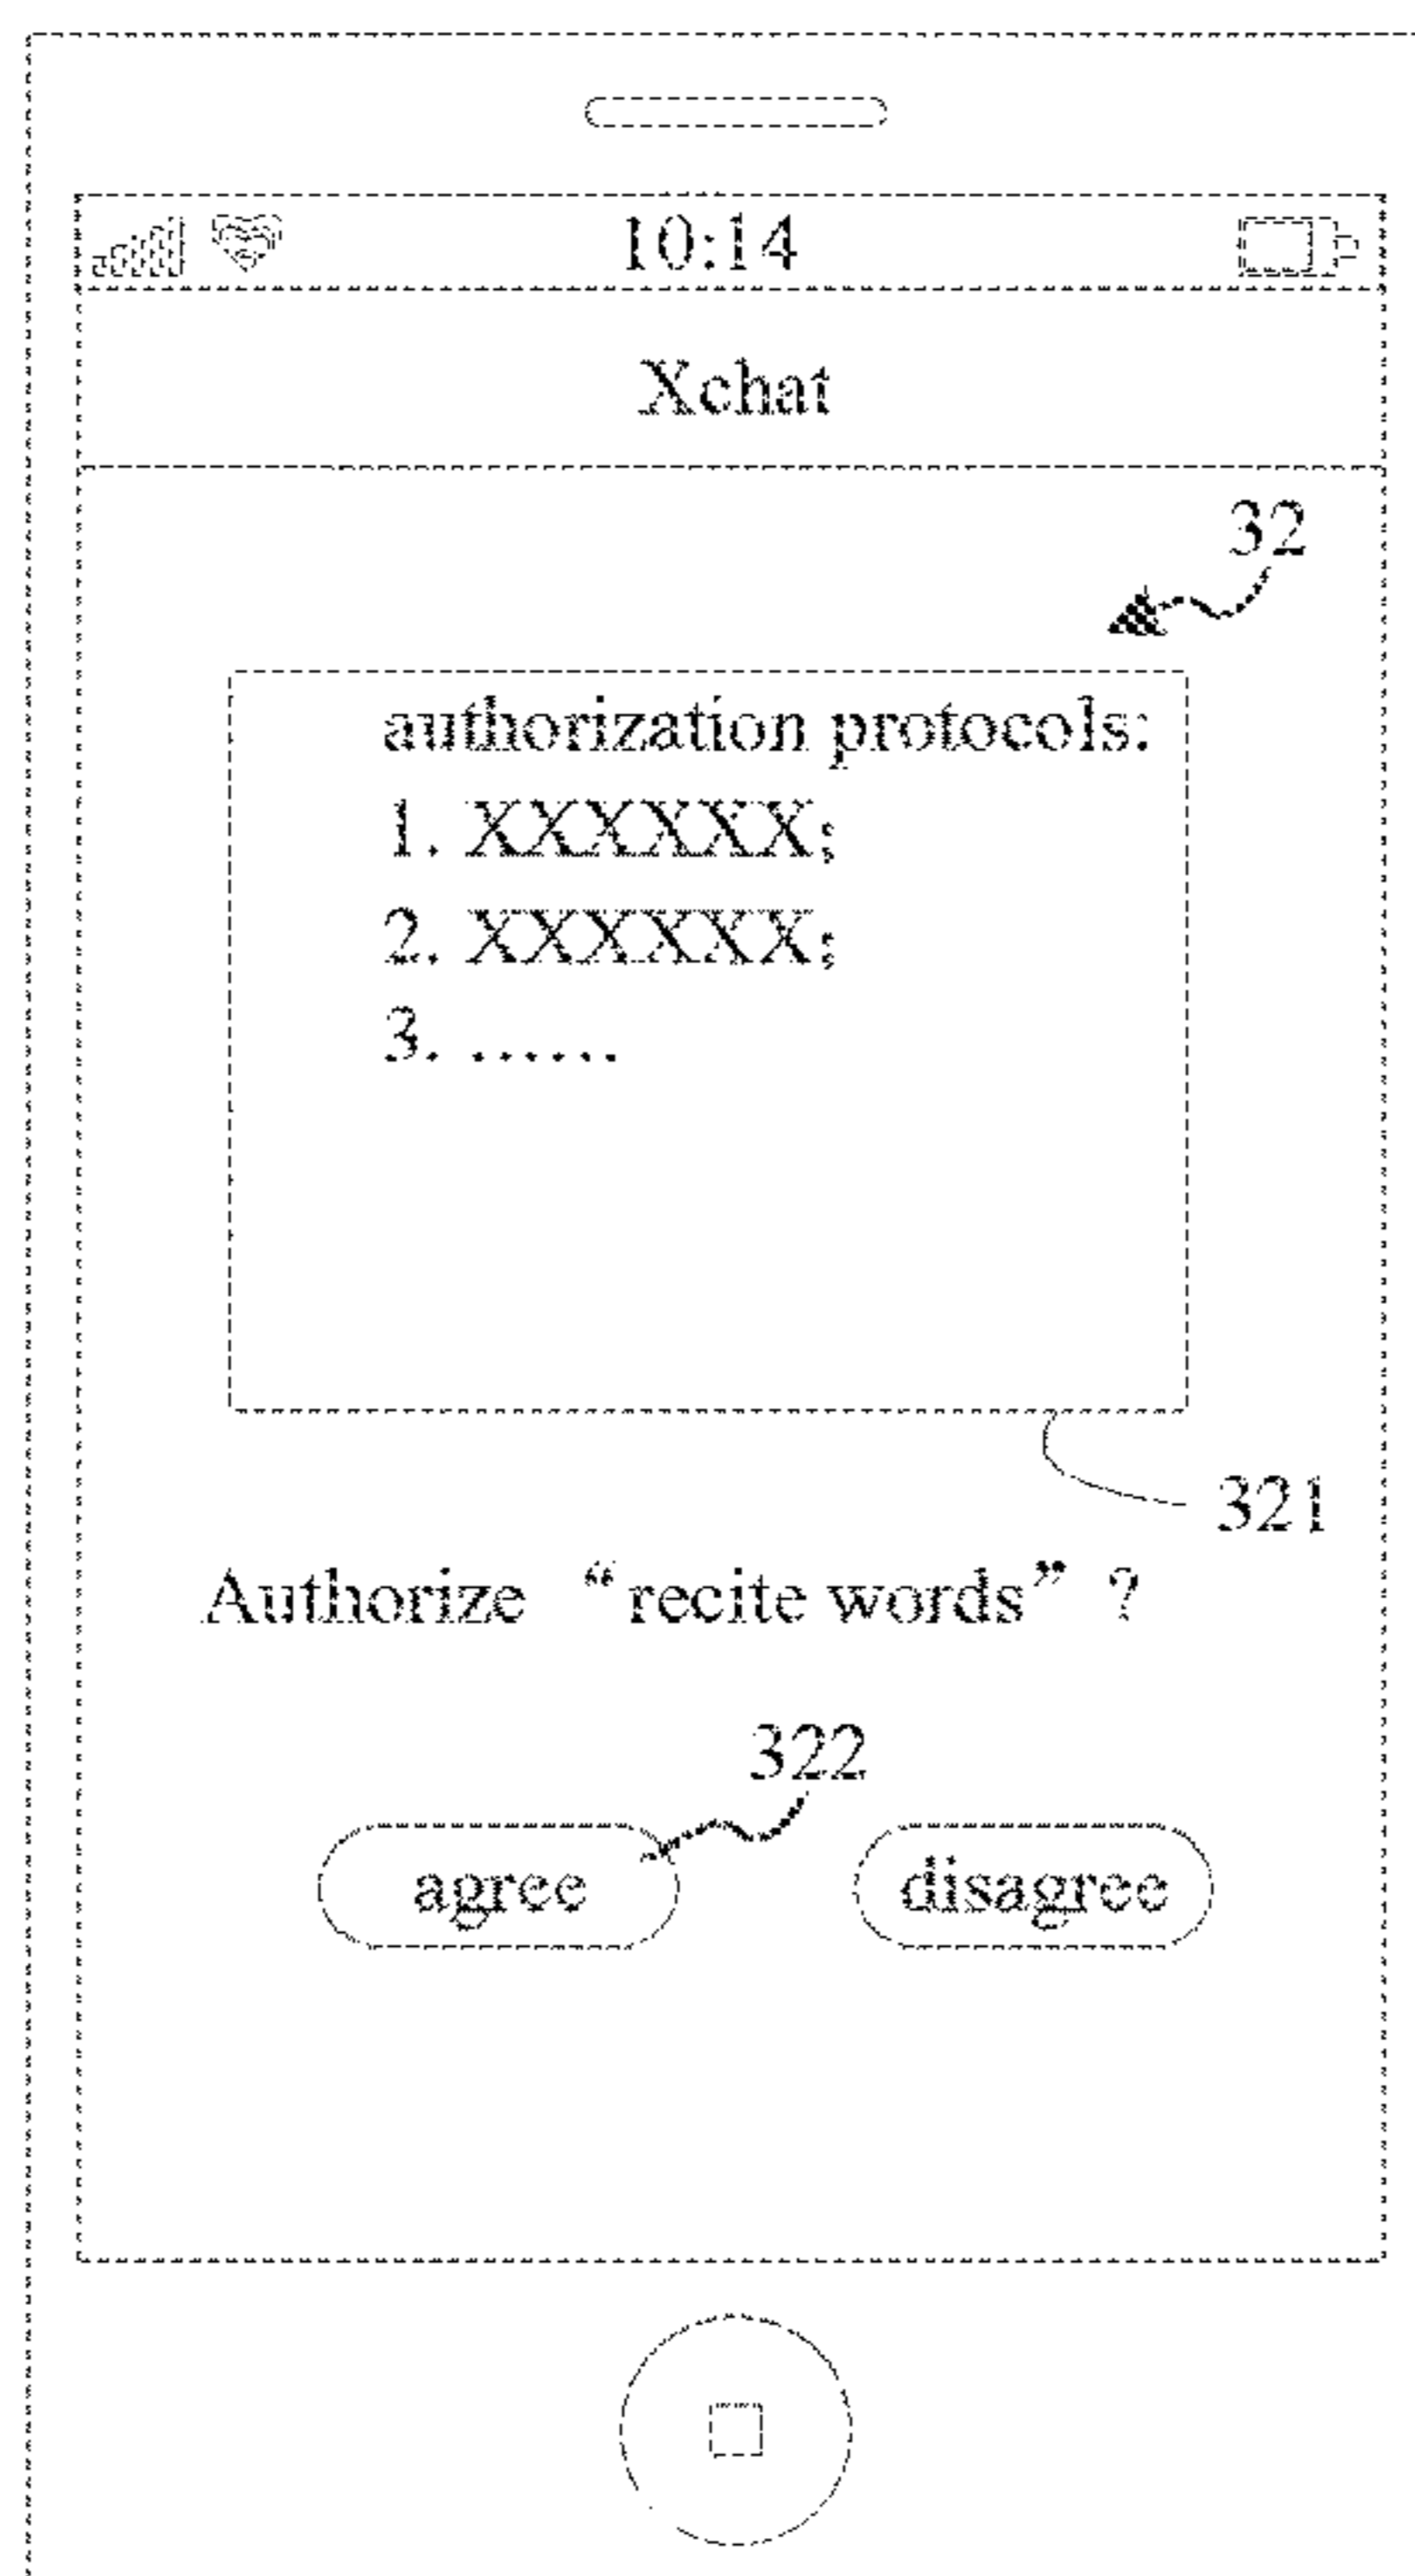 10:14
Xchat
32
authorization protocols:
1. XXXXXX;
2. XXXXXX;
3. ......
321
Authorize “recite words” ?
322
agree disagree